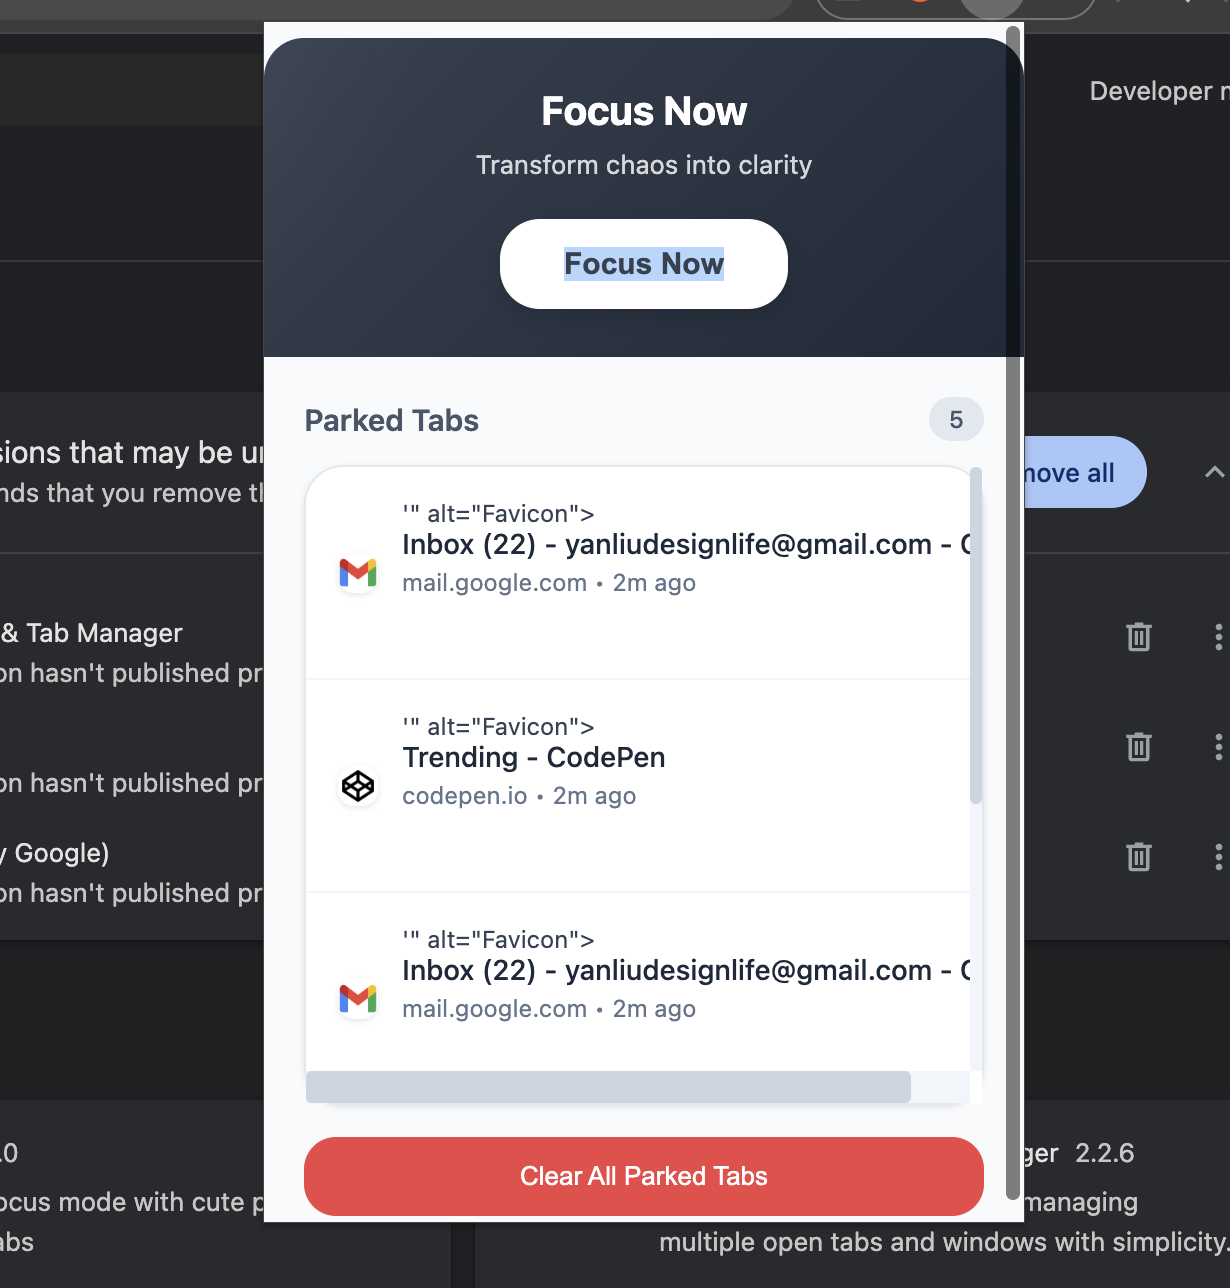 Developer
Focus Now
Transform chaos into clarity
Focus Now
Parked Tabs
5
sions that may be
nds that you remove
move all
'" alt="Favicon">
Inbox (22) - yanliudesignlife@gmail.com -
mail.google.com • 2m ago
& Tab Manager
on hasn't published
'" alt="Favicon">
Trending - CodePen
codepen.io • 2m ago
on hasn't published
y Google)
on hasn't published
'" alt="Favicon">
Inbox (22) - yanliudesignlife@gmail.com -
mail.google.com • 2m ago
Clear All Parked Tabs
.0
ocus mode with cute
abs
ger 2.2.6
managing
multiple open tabs and windows with simplicity.